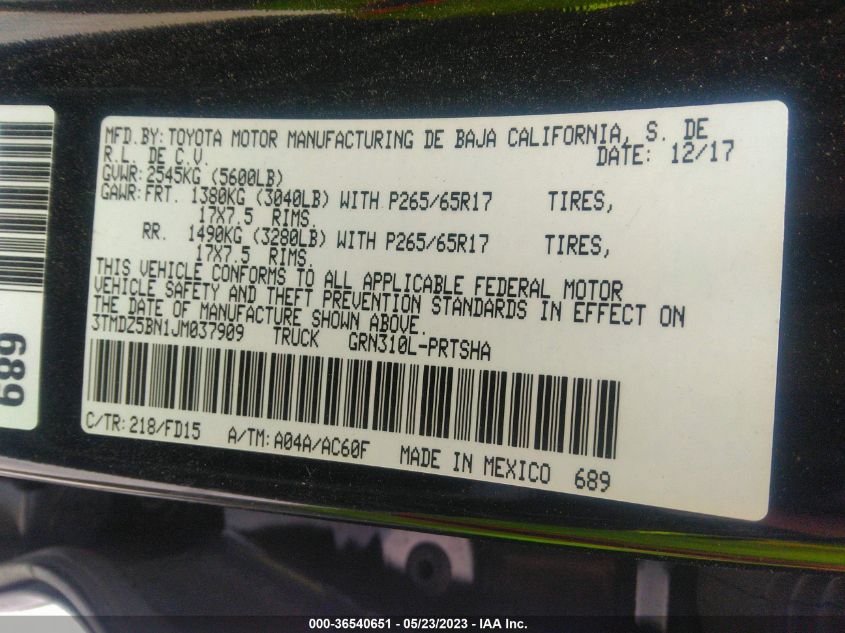 MFD.BY: TOYOTA MOTOR MANUFACTURING DE BAJA CALIFORNIA, S. DE
R.L. DE C.V. DATE: 12/17
GVWR: 2545KG (5600LB)
GAWR: FRT. 1380KG (3040LB) WITH P265/65R17 TIRES,
17X7.5 RIMS.
RR. 1490KG (3280LB) WITH P265/65R17 TIRES,
17X7.5 RIMS.
THIS VEHICLE CONFORMS TO ALL APPLICABLE FEDERAL MOTOR
VEHICLE SAFETY AND THEFT PREVENTION STANDARDS IN EFFECT ON
THE DATE OF MANUFACTURE SHOWN ABOVE.
3TMDZ5BN1JM037909 TRUCK GRN310L-PRTSHA
C/TR: 218/FD15 A/TM: A04A/AC60F MADE IN MEXICO 689
689
000-36540651 - 05/23/2023 - IAA Inc.